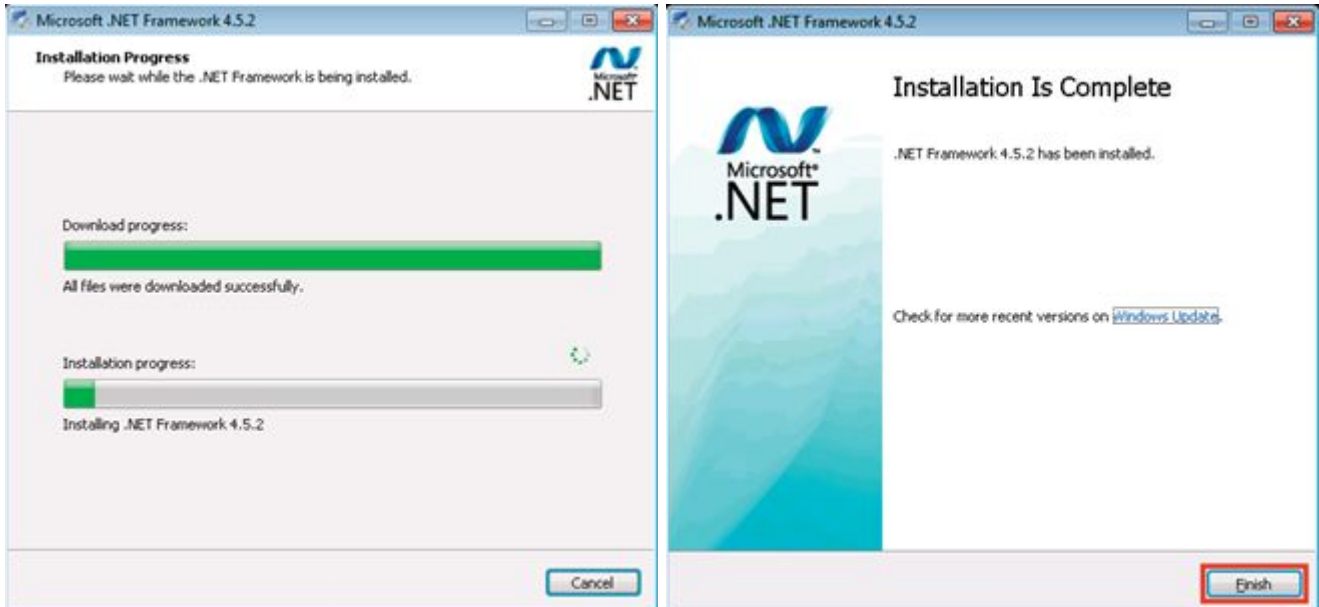 Microsoft .NET Framework 4.5.2
Installation Progress
Please wait while the .NET Framework is being installed.
Microsoft
.NET
Download progress:
All files were downloaded successfully.
Installation progress:
Installing .NET Framework 4.5.2
Cancel
Microsoft .NET Framework 4.5.2
Installation Is Complete
Microsoft
.NET
.NET Framework 4.5.2 has been installed.
Check for more recent versions on Windows Update.
Finish